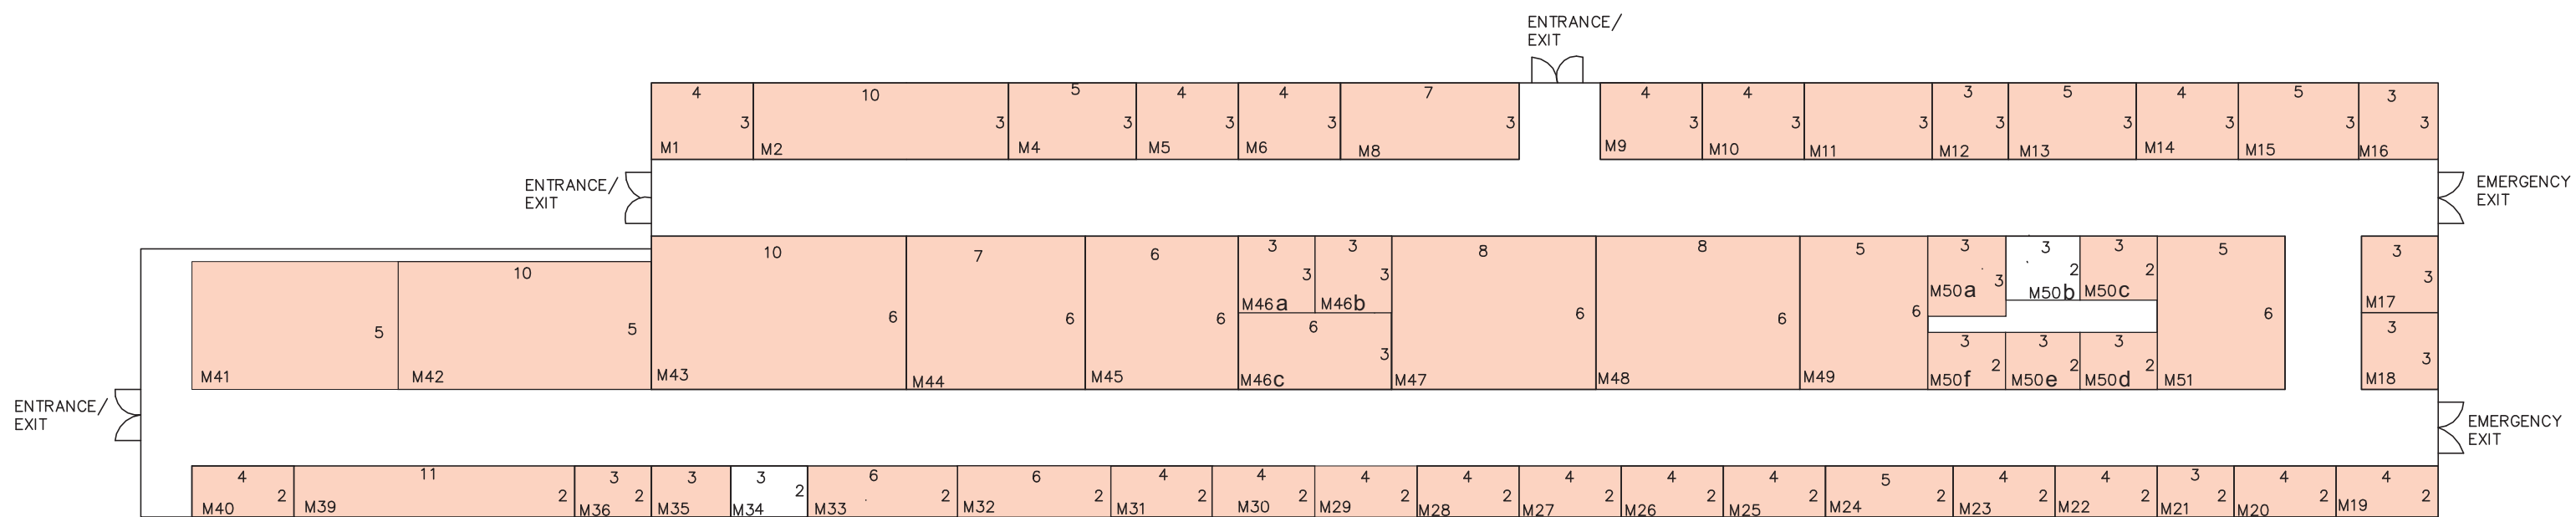 ENTRANCE/
EXIT
4 10 5 4 4 7 4 4 3 5 4 5 3
3 3 3 3 3 3 3 3 3 3 3 3 3 3
M1 M2 M4 M5 M6 M8 M9 M10 M11 M12 M13 M14 M15 M16
ENTRANCE/
EXIT
EMERGENCY
EXIT
10 7 6 3 3 8 8 5 3 3 3 5 3
10 3 3 3 2 2 3
M46a M46b M50a M50b M50c M17
5 5 6 6 6 6 6 6 6 6 3
3 3 3 3 3
2 2 2 3
M41 M42 M43 M44 M45 M46c M47 M48 M49 M50f M50e M50d M51 M18
ENTRANCE/
EXIT
EMERGENCY
EXIT
4 11 3 3 3 6 6 4 4 4 4 4 4 4 5 4 4 3 4 4
2 2 2 2 2 2 2 2 2 2 2 2 2 2 2 2 2 2 2
M40 M39 M36 M35 M34 M33 M32 M31 M30 M29 M28 M27 M26 M25 M24 M23 M22 M21 M20 M19